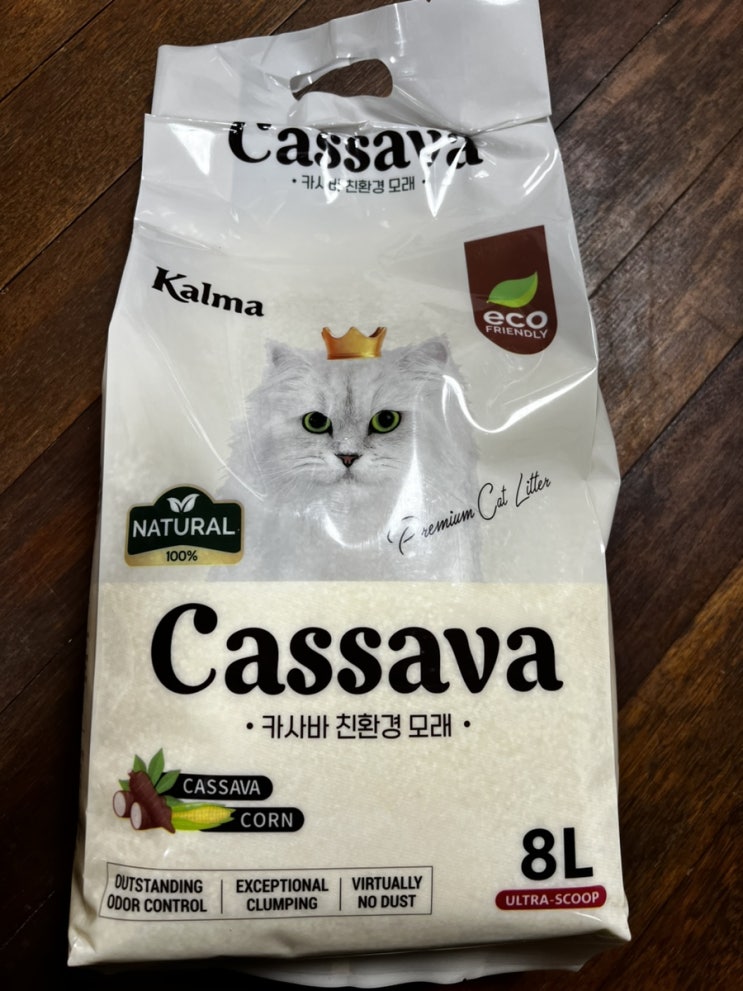 Cassava
• 카사바 친환경 모래 •
Kalma
eco
FRIENDLY
Premium Cat Litter
NATURAL
100%
Cassava
• 카사바 친환경 모래 •
CASSAVA
CORN
OUTSTANDING
ODOR CONTROL
EXCEPTIONAL
CLUMPING
VIRTUALLY
NO DUST
8L
ULTRA-SCOOP